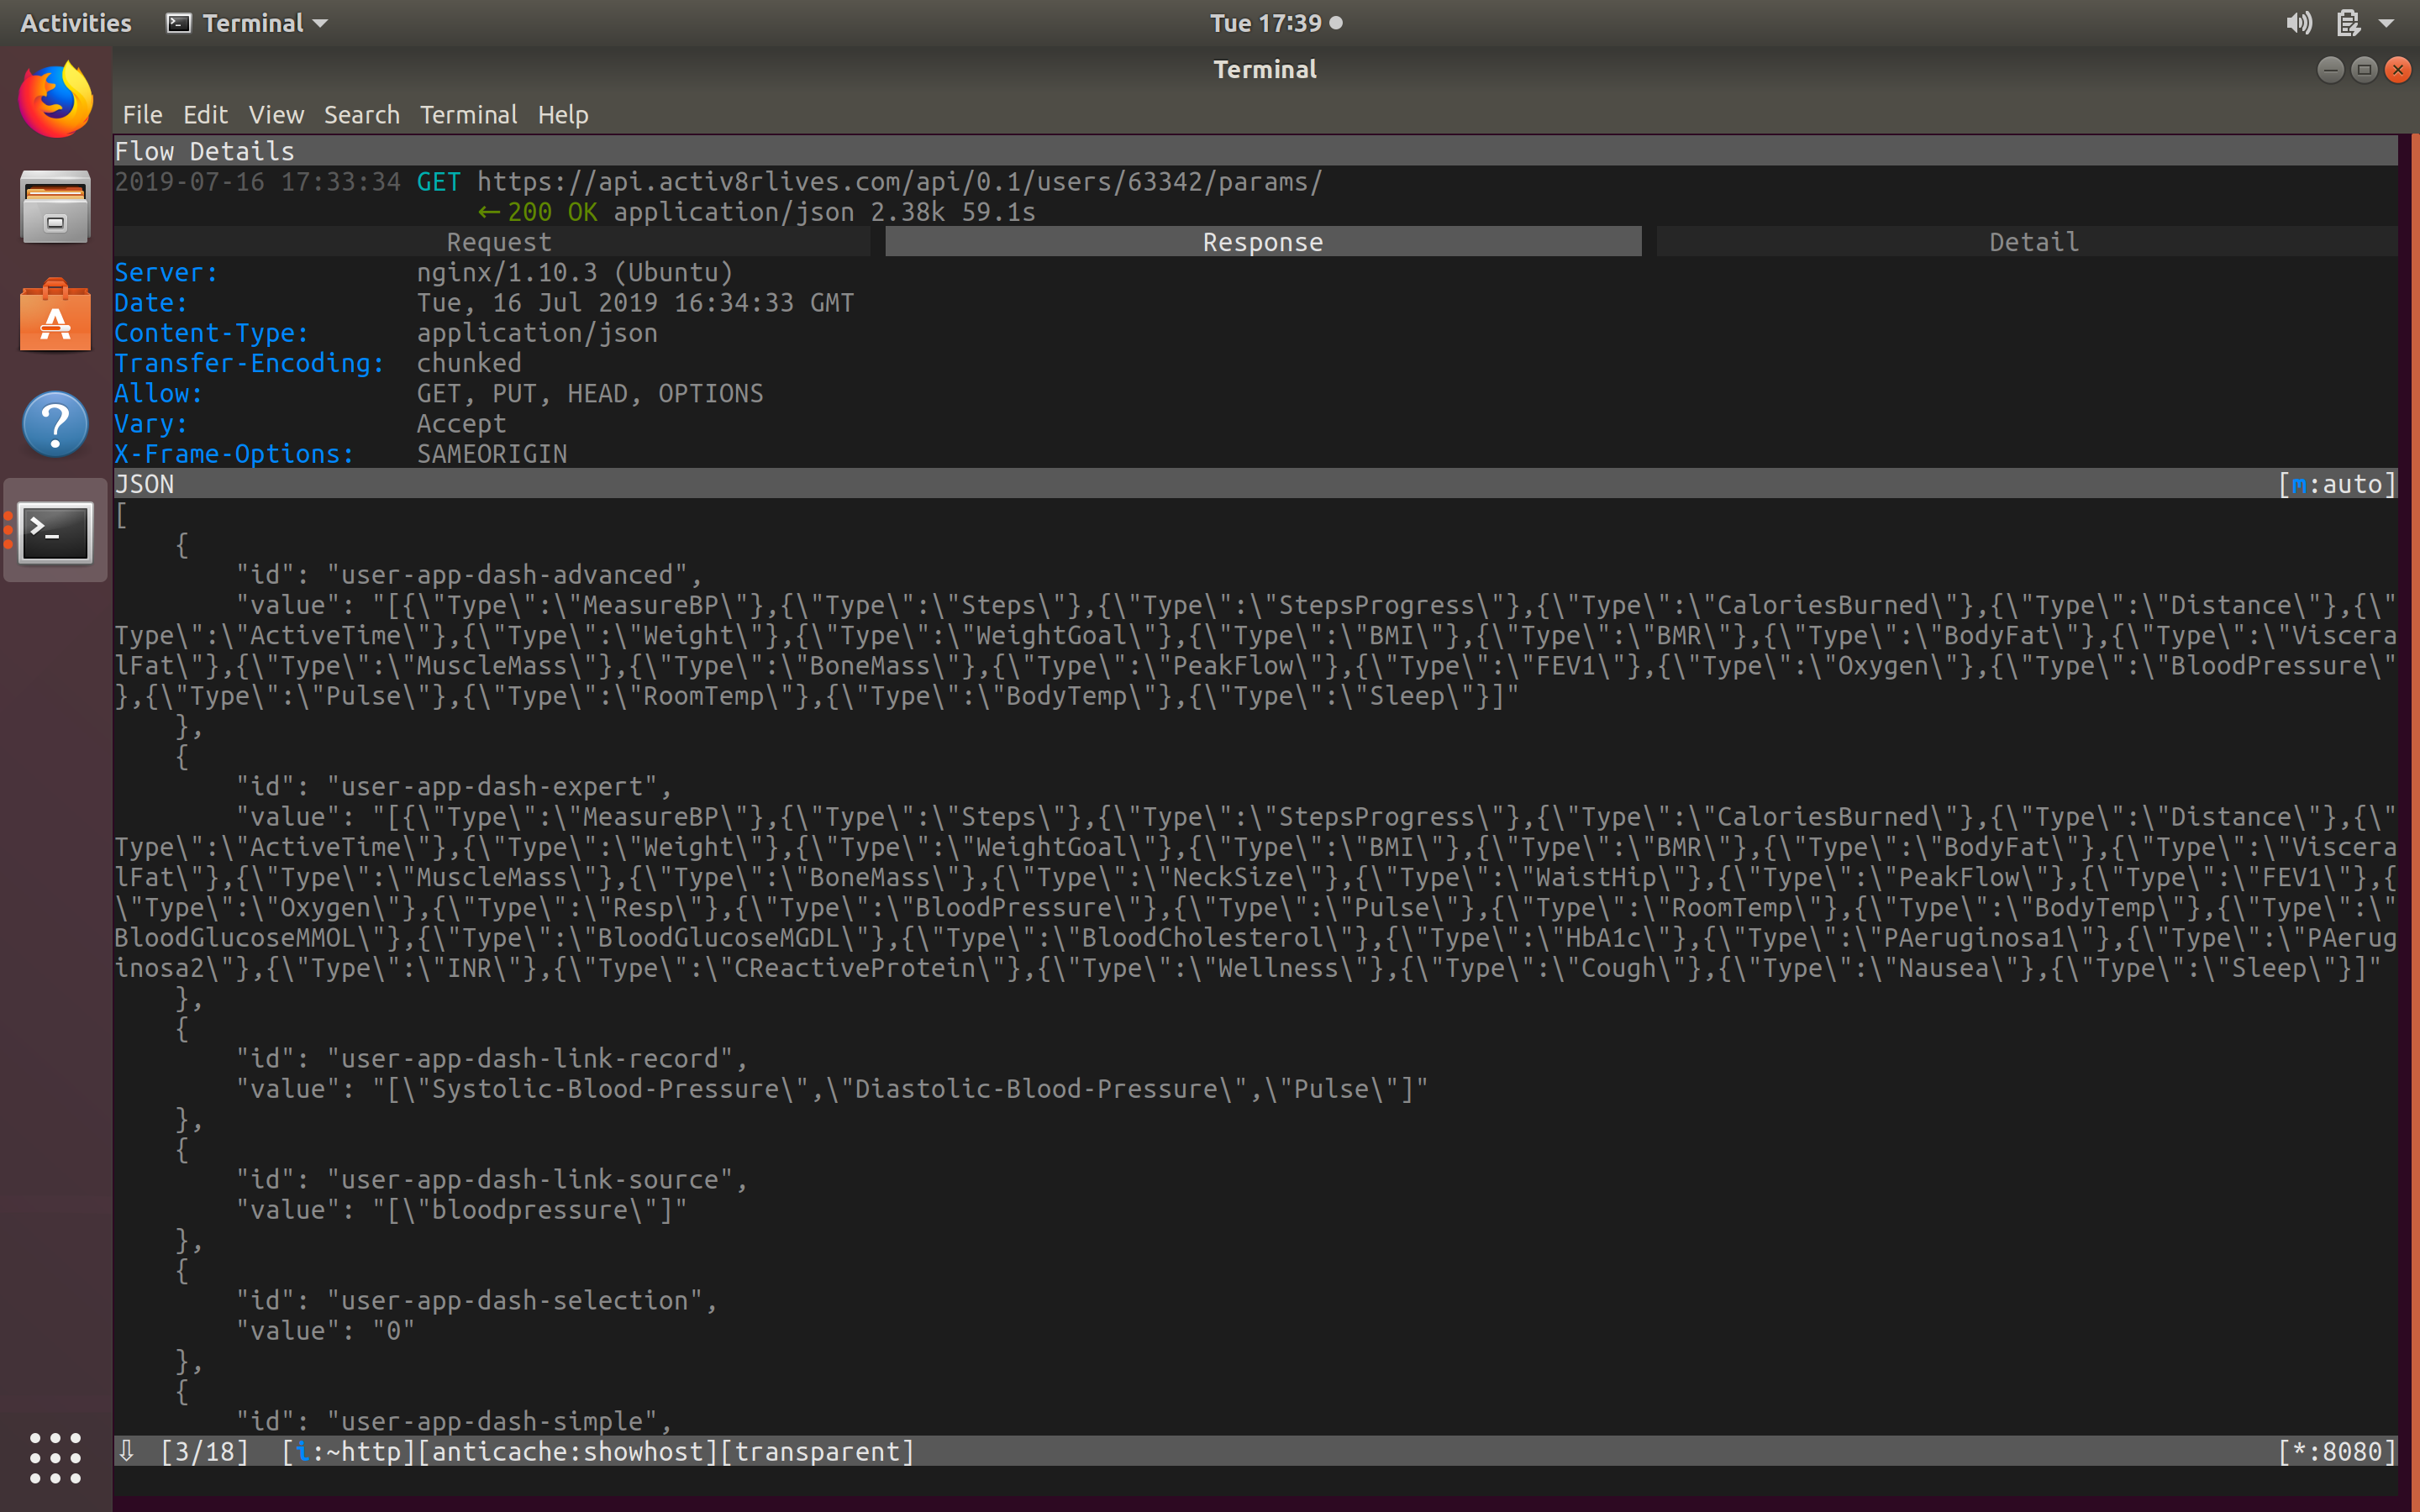 Activities Terminal Tue 17:39
Terminal
File Edit View Search Terminal Help
Flow Details
2019-07-16 17:33:34 GET https://api.activ8rlives.com/api/0.1/users/63342/params/
← 200 OK application/json 2.38k 59.1s
Request Response Detail
Server: nginx/1.10.3 (Ubuntu)
Date: Tue, 16 Jul 2019 16:34:33 GMT
Content-Type: application/json
Transfer-Encoding: chunked
Allow: GET, PUT, HEAD, OPTIONS
Vary: Accept
X-Frame-Options: SAMEORIGIN
JSON [m:auto]
[
{
"id": "user-app-dash-advanced",
"value": "[{\"Type\":\"MeasureBP\"},{\"Type\":\"Steps\"},{\"Type\":\"StepsProgress\"},{\"Type\":\"CaloriesBurned\"},{\"Type\":\"Distance\"},{\"
Type\":\"ActiveTime\"},{\"Type\":\"Weight\"},{\"Type\":\"WeightGoal\"},{\"Type\":\"BMI\"},{\"Type\":\"BMR\"},{\"Type\":\"BodyFat\"},{\"Type\":\"Viscera
lFat\"},{\"Type\":\"MuscleMass\"},{\"Type\":\"BoneMass\"},{\"Type\":\"PeakFlow\"},{\"Type\":\"FEV1\"},{\"Type\":\"Oxygen\"},{\"Type\":\"BloodPressure\"
},{\"Type\":\"Pulse\"},{\"Type\":\"RoomTemp\"},{\"Type\":\"BodyTemp\"},{\"Type\":\"Sleep\"}]"
},
{
"id": "user-app-dash-expert",
"value": "[{\"Type\":\"MeasureBP\"},{\"Type\":\"Steps\"},{\"Type\":\"StepsProgress\"},{\"Type\":\"CaloriesBurned\"},{\"Type\":\"Distance\"},{\"
Type\":\"ActiveTime\"},{\"Type\":\"Weight\"},{\"Type\":\"WeightGoal\"},{\"Type\":\"BMI\"},{\"Type\":\"BMR\"},{\"Type\":\"BodyFat\"},{\"Type\":\"Viscera
lFat\"},{\"Type\":\"MuscleMass\"},{\"Type\":\"BoneMass\"},{\"Type\":\"NeckSize\"},{\"Type\":\"WaistHip\"},{\"Type\":\"PeakFlow\"},{\"Type\":\"FEV1\"},{
\"Type\":\"Oxygen\"},{\"Type\":\"Resp\"},{\"Type\":\"BloodPressure\"},{\"Type\":\"Pulse\"},{\"Type\":\"RoomTemp\"},{\"Type\":\"BodyTemp\"},{\"Type\":\"
BloodGlucoseMMOL\"},{\"Type\":\"BloodGlucoseMGDL\"},{\"Type\":\"BloodCholesterol\"},{\"Type\":\"HbA1c\"},{\"Type\":\"PAeruginosa1\"},{\"Type\":\"PAerug
inosa2\"},{\"Type\":\"INR\"},{\"Type\":\"CReactiveProtein\"},{\"Type\":\"Wellness\"},{\"Type\":\"Cough\"},{\"Type\":\"Nausea\"},{\"Type\":\"Sleep\"}]"
},
{
"id": "user-app-dash-link-record",
"value": "[\"Systolic-Blood-Pressure\",\"Diastolic-Blood-Pressure\",\"Pulse\"]"
},
{
"id": "user-app-dash-link-source",
"value": "[\"bloodpressure\"]"
},
{
"id": "user-app-dash-selection",
"value": "0"
},
{
"id": "user-app-dash-simple",
⇩ [3/18] [i:~http][anticache:showhost][transparent] [*:8080]